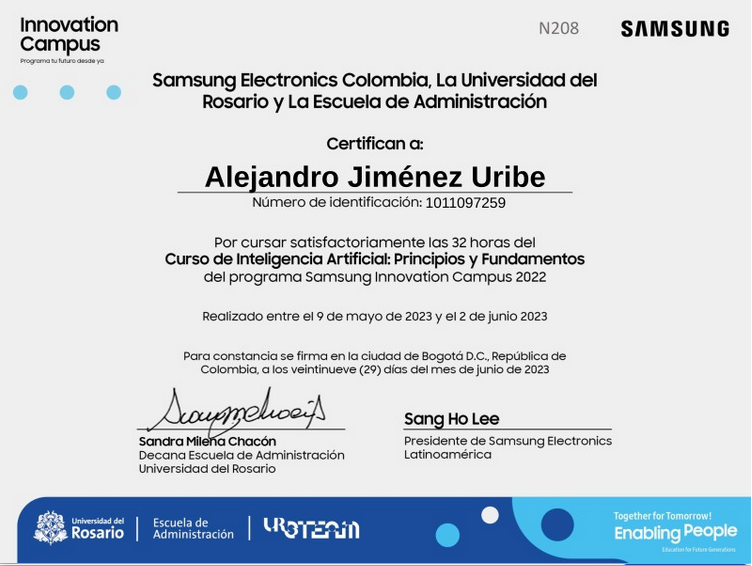 Innovation
Campus
Programa tu futuro desde ya
N208
SAMSUNG
Samsung Electronics Colombia, La Universidad del
Rosario y La Escuela de Administración
Certifican a:
Alejandro Jiménez Uribe
Número de identificación: 1011097259
Por cursar satisfactoriamente las 32 horas del
Curso de Inteligencia Artificial: Principios y Fundamentos
del programa Samsung Innovation Campus 2022
Realizado entre el 9 de mayo de 2023 y el 2 de junio 2023
Para constancia se firma en la ciudad de Bogotá D.C., República de
Colombia, a los veintinueve (29) días del mes de junio de 2023
Sandra Milena Chacón
Decana Escuela de Administración
Universidad del Rosario
Sang Ho Lee
Presidente de Samsung Electronics
Latinoamérica
Universidad del
Rosario
Escuela de
Administración
URSTEAM
Together for Tomorrow!
Enabling People
Education for Future Generations